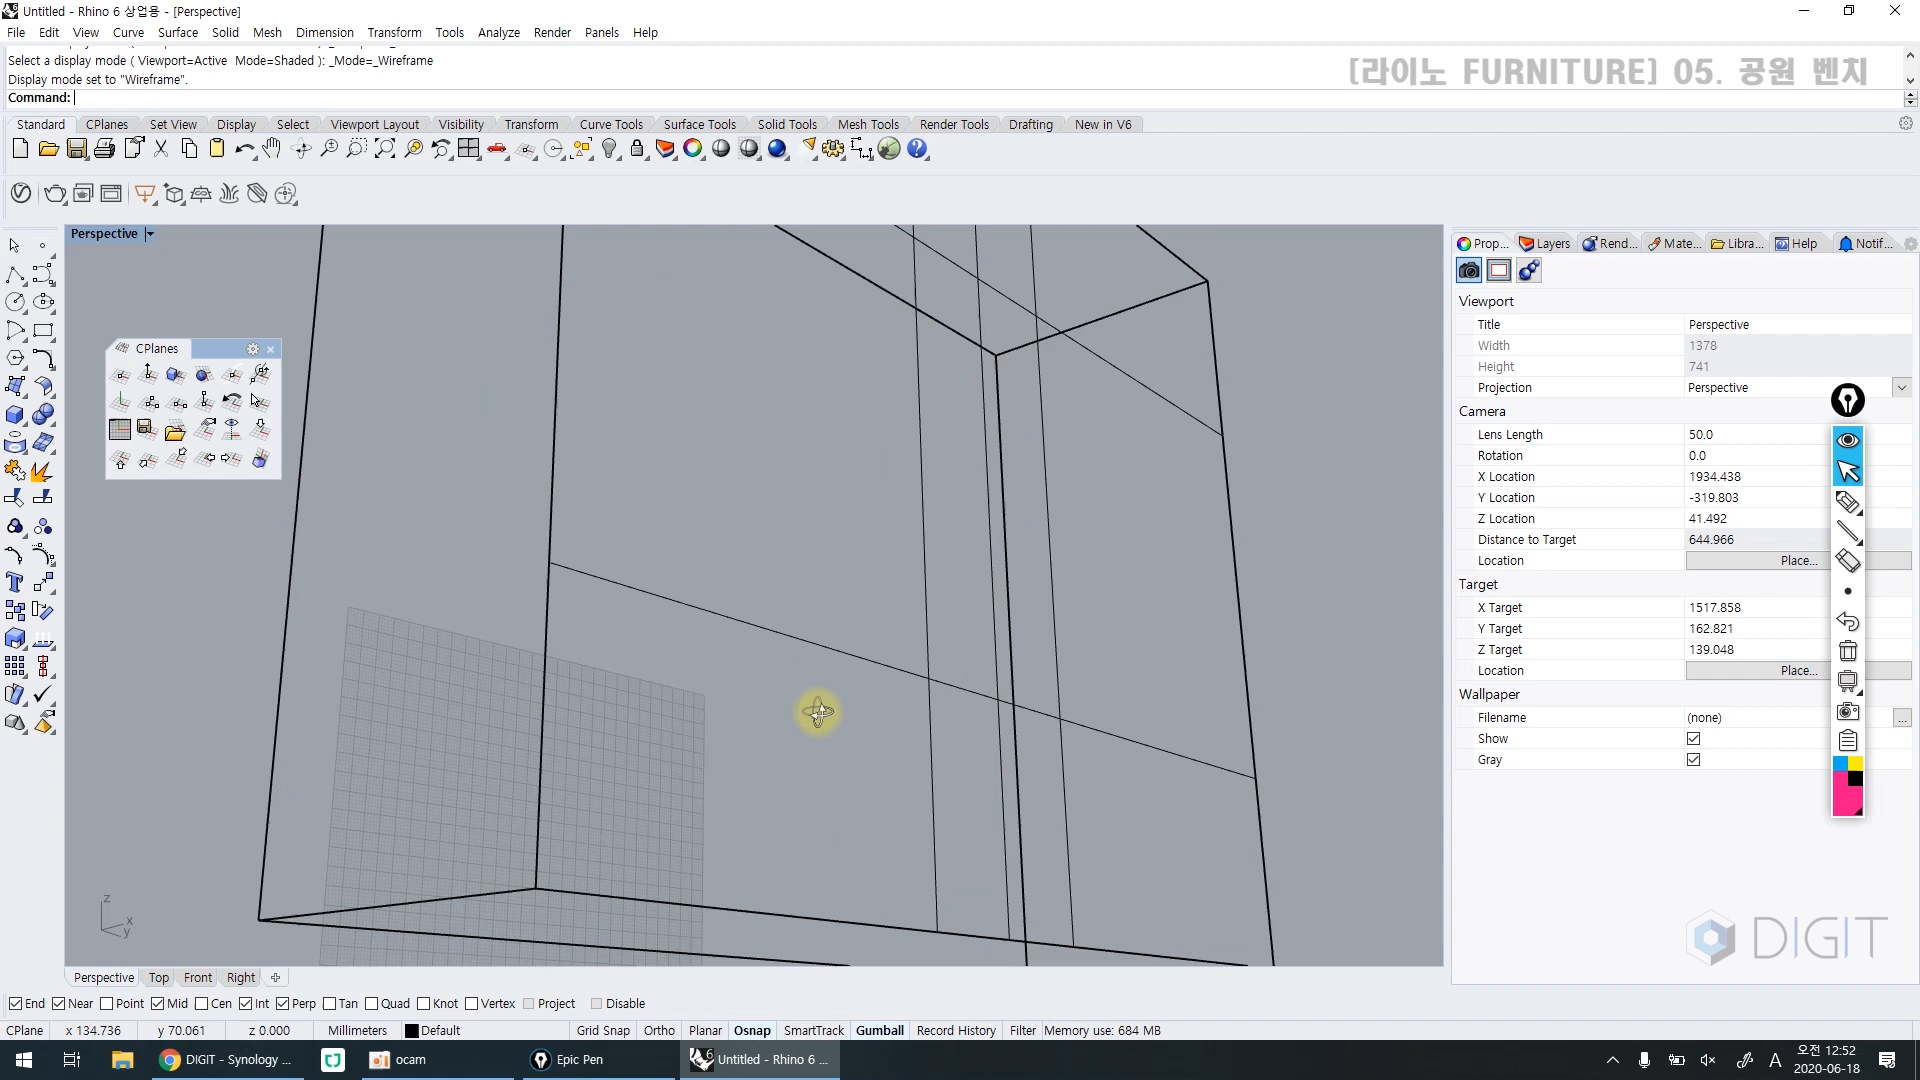 Untitled - Rhino 6 상업용 - [Perspective]
File Edit View Curve Surface Solid Mesh Dimension Transform Tools Analyze Render Panels Help
Select a display mode ( Viewport=Active Mode=Shaded ): _Mode=_Wireframe
Display mode set to "Wireframe".
Command:
[라이노 FURNITURE] 05. 공원 벤치
Standard CPlanes Set View Display Select Viewport Layout Visibility Transform Curve Tools Surface Tools Solid Tools Mesh Tools Render Tools Drafting New in V6
Perspective
CPlanes
Prop... Layers Rend... Mate... Libra... Help Notif...
Viewport
Title Perspective
Width 1378
Height 741
Projection Perspective
Camera
Lens Length 50.0
Rotation 0.0
X Location 1934.438
Y Location -319.803
Z Location 41.492
Distance to Target 644.966
Location Place...
Target
X Target 1517.858
Y Target 162.821
Z Target 139.048
Location Place...
Wallpaper
Filename (none) ...
Show
Gray
z
x
y
DIGIT
Perspective Top Front Right
End Near Point Mid Cen Int Perp Tan Quad Knot Vertex Project Disable
CPlane x 134.736 y 70.061 z 0.000 Millimeters Default Grid Snap Ortho Planar Osnap SmartTrack Gumball Record History Filter Memory use: 684 MB
DIGIT - Synology ... ocam Epic Pen Untitled - Rhino 6 ... A 오전 12:52
2020-06-18